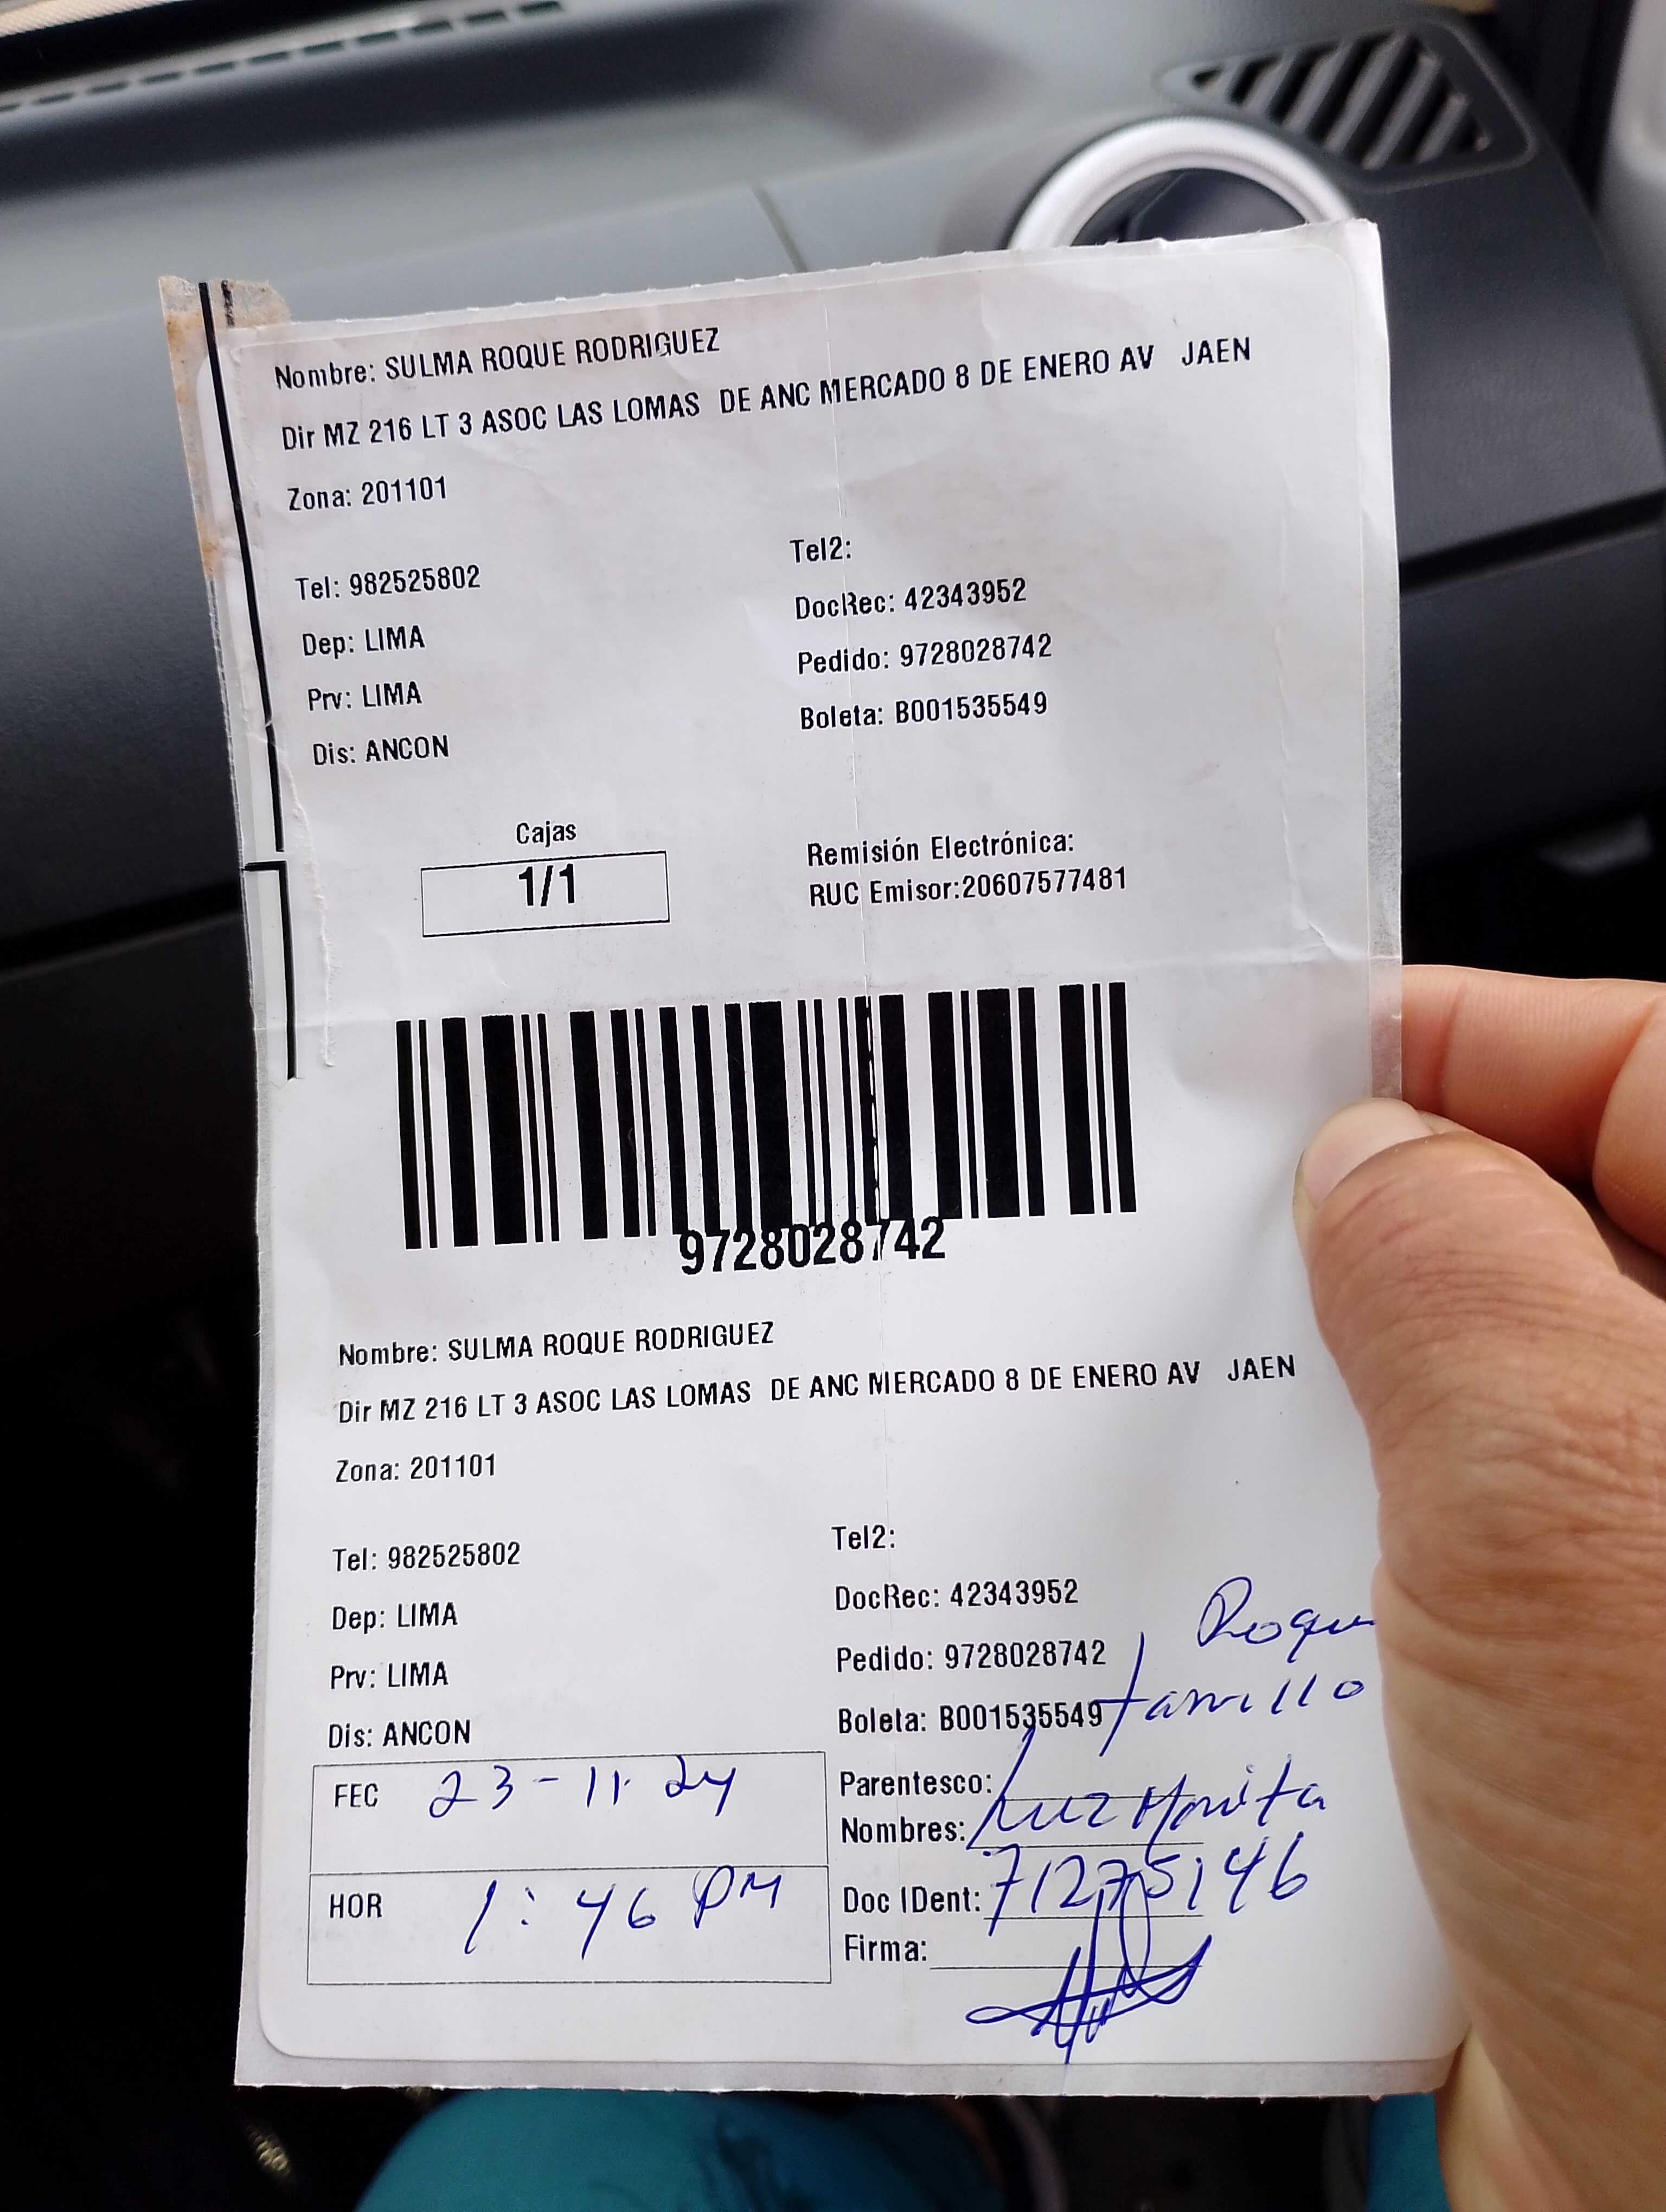 Nombre: SULMA ROQUE RODRIGUEZ
Dir MZ 216 LT 3 ASOC LAS LOMAS DE ANC MERCADO 8 DE ENERO AV JAEN
Zona: 201101
Tel: 982525802
Tel2:
Dep: LIMA
DocRec: 42343952
Prv: LIMA
Pedido: 9728028742
Dis: ANCON
Boleta: B001535549
Cajas
1/1
Remisión Electrónica:
RUC Emisor:20607577481
9728028742
Nombre: SULMA ROQUE RODRIGUEZ
Dir MZ 216 LT 3 ASOC LAS LOMAS DE ANC MERCADO 8 DE ENERO AV JAEN
Zona: 201101
Tel: 982525802
Tel2:
Dep: LIMA
DocRec: 42343952
Roque
Prv: LIMA
Pedido: 9728028742
Dis: ANCON
Boleta: B001535549
FEC 23-11-24
Parentesco:
Nombres: Luz
HOR 1:46 PM
Doc IDent: 71275146
Firma: